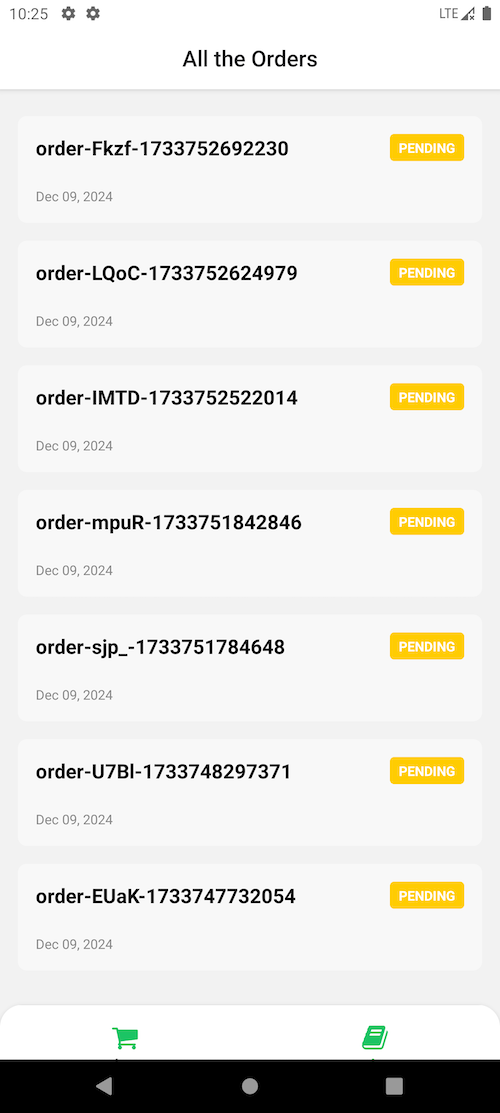 10:25 LTE
All the Orders
order-Fkzf-1733752692230 PENDING
Dec 09, 2024
order-LQoC-1733752624979 PENDING
Dec 09, 2024
order-IMTD-1733752522014 PENDING
Dec 09, 2024
order-mpuR-1733751842846 PENDING
Dec 09, 2024
order-sjp_-1733751784648 PENDING
Dec 09, 2024
order-U7Bl-1733748297371 PENDING
Dec 09, 2024
order-EUaK-1733747732054 PENDING
Dec 09, 2024